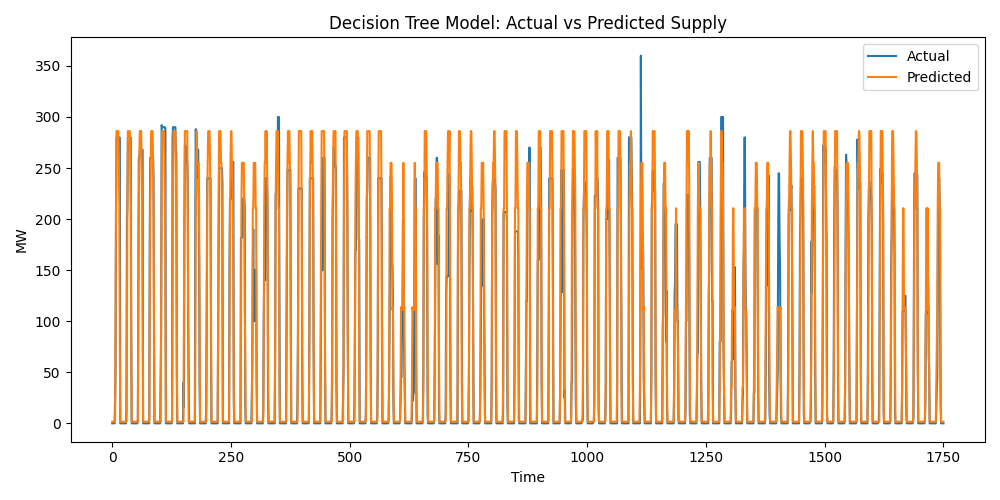 Decision Tree Model: Actual vs Predicted Supply
Actual
Predicted
MW
350
300
250
200
150
100
50
0
0 250 500 750 1000 1250 1500 1750
Time